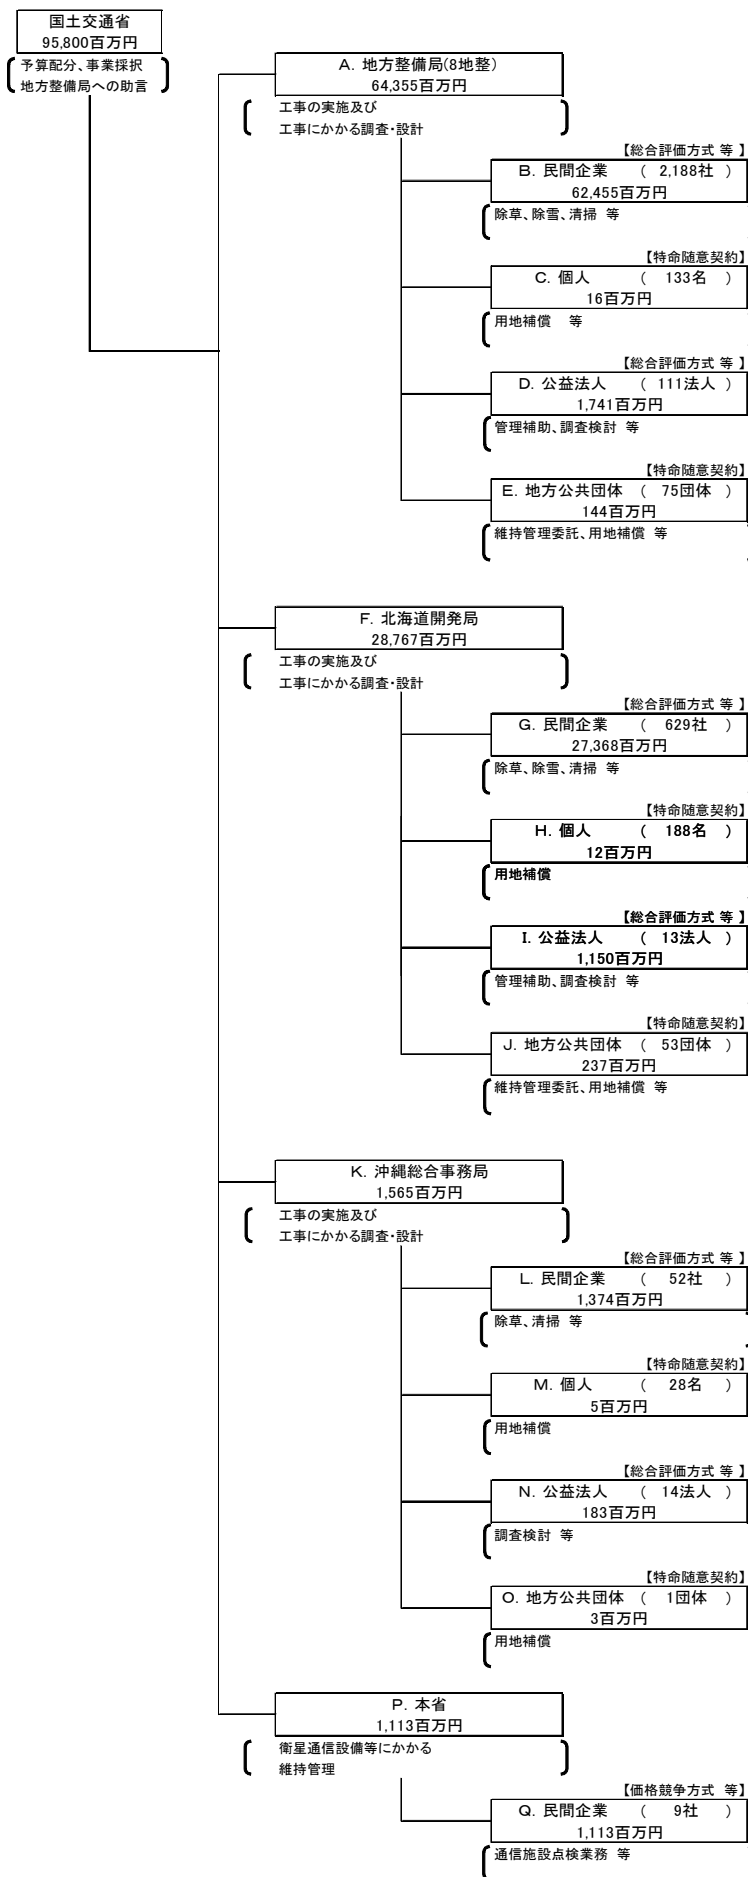 国土交通省
95,800百万円
予算配分、事業採択
地方整備局への助言
A. 地方整備局(8地整)
64,355百万円
工事の実施及び
工事にかかる調査・設計
【総合評価方式 等 】
B. 民間企業 ( 2,188社 )
62,455百万円
除草、除雪、清掃 等
【特命随意契約】
C. 個人 ( 133名 )
16百万円
用地補償 等
【総合評価方式 等 】
D. 公益法人 ( 111法人 )
1,741百万円
管理補助、調査検討 等
【特命随意契約】
E. 地方公共団体 ( 75団体 )
144百万円
維持管理委託、用地補償 等
F. 北海道開発局
28,767百万円
工事の実施及び
工事にかかる調査・設計
【総合評価方式 等 】
G. 民間企業 ( 629社 )
27,368百万円
除草、除雪、清掃 等
【特命随意契約】
H. 個人 ( 188名 )
12百万円
用地補償
【総合評価方式 等 】
I. 公益法人 ( 13法人 )
1,150百万円
管理補助、調査検討 等
【特命随意契約】
J. 地方公共団体 ( 53団体 )
237百万円
維持管理委託、用地補償 等
K. 沖縄総合事務局
1,565百万円
工事の実施及び
工事にかかる調査・設計
【総合評価方式 等 】
L. 民間企業 ( 52社 )
1,374百万円
除草、清掃 等
【特命随意契約】
M. 個人 ( 28名 )
5百万円
用地補償
【総合評価方式 等 】
N. 公益法人 ( 14法人 )
183百万円
調査検討 等
【特命随意契約】
O. 地方公共団体 ( 1団体 )
3百万円
用地補償
P. 本省
1,113百万円
衛星通信設備等にかかる
維持管理
【価格競争方式 等】
Q. 民間企業 ( 9社 )
1,113百万円
通信施設点検業務 等